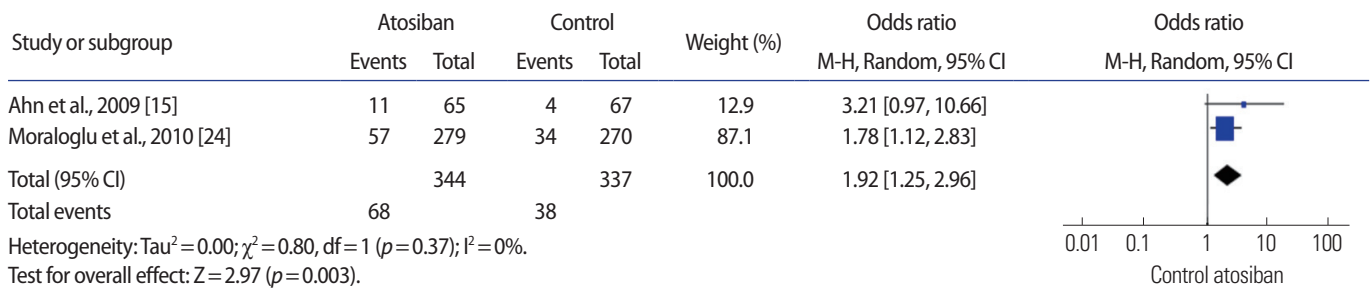 Study or subgroup Atosiban Control Weight (%) Odds ratio Odds ratio
Events Total Events Total M-H, Random, 95% CI M-H, Random, 95% CI
Ahn et al., 2009 [15] 11 65 4 67 12.9 3.21 [0.97, 10.66]
Moraloglu et al., 2010 [24] 57 279 34 270 87.1 1.78 [1.12, 2.83]
Total (95% CI) 344 337 100.0 1.92 [1.25, 2.96]
Total events 68 38
Heterogeneity: Tau² = 0.00; χ² = 0.80, df = 1 (p = 0.37); I² = 0%.
Test for overall effect: Z = 2.97 (p = 0.003).
0.01 0.1 1 10 100
Control atosiban